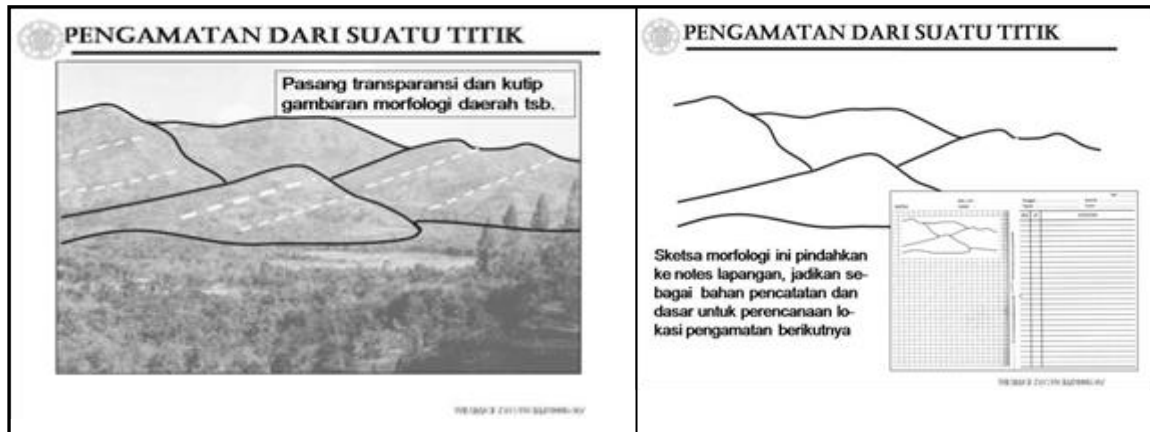 PENGAMATAN DARI SUATU TITIK
Pasang transparansi dan kutip
gambaran morfologi daerah tsb.
PENGAMATAN DARI SUATU TITIK
Sketsa morfologi ini pindahkan
ke notes lapangan, jadikan se-
bagai bahan pencatatan dan
dasar untuk perencanaan lo-
kasi pengamatan berikutnya